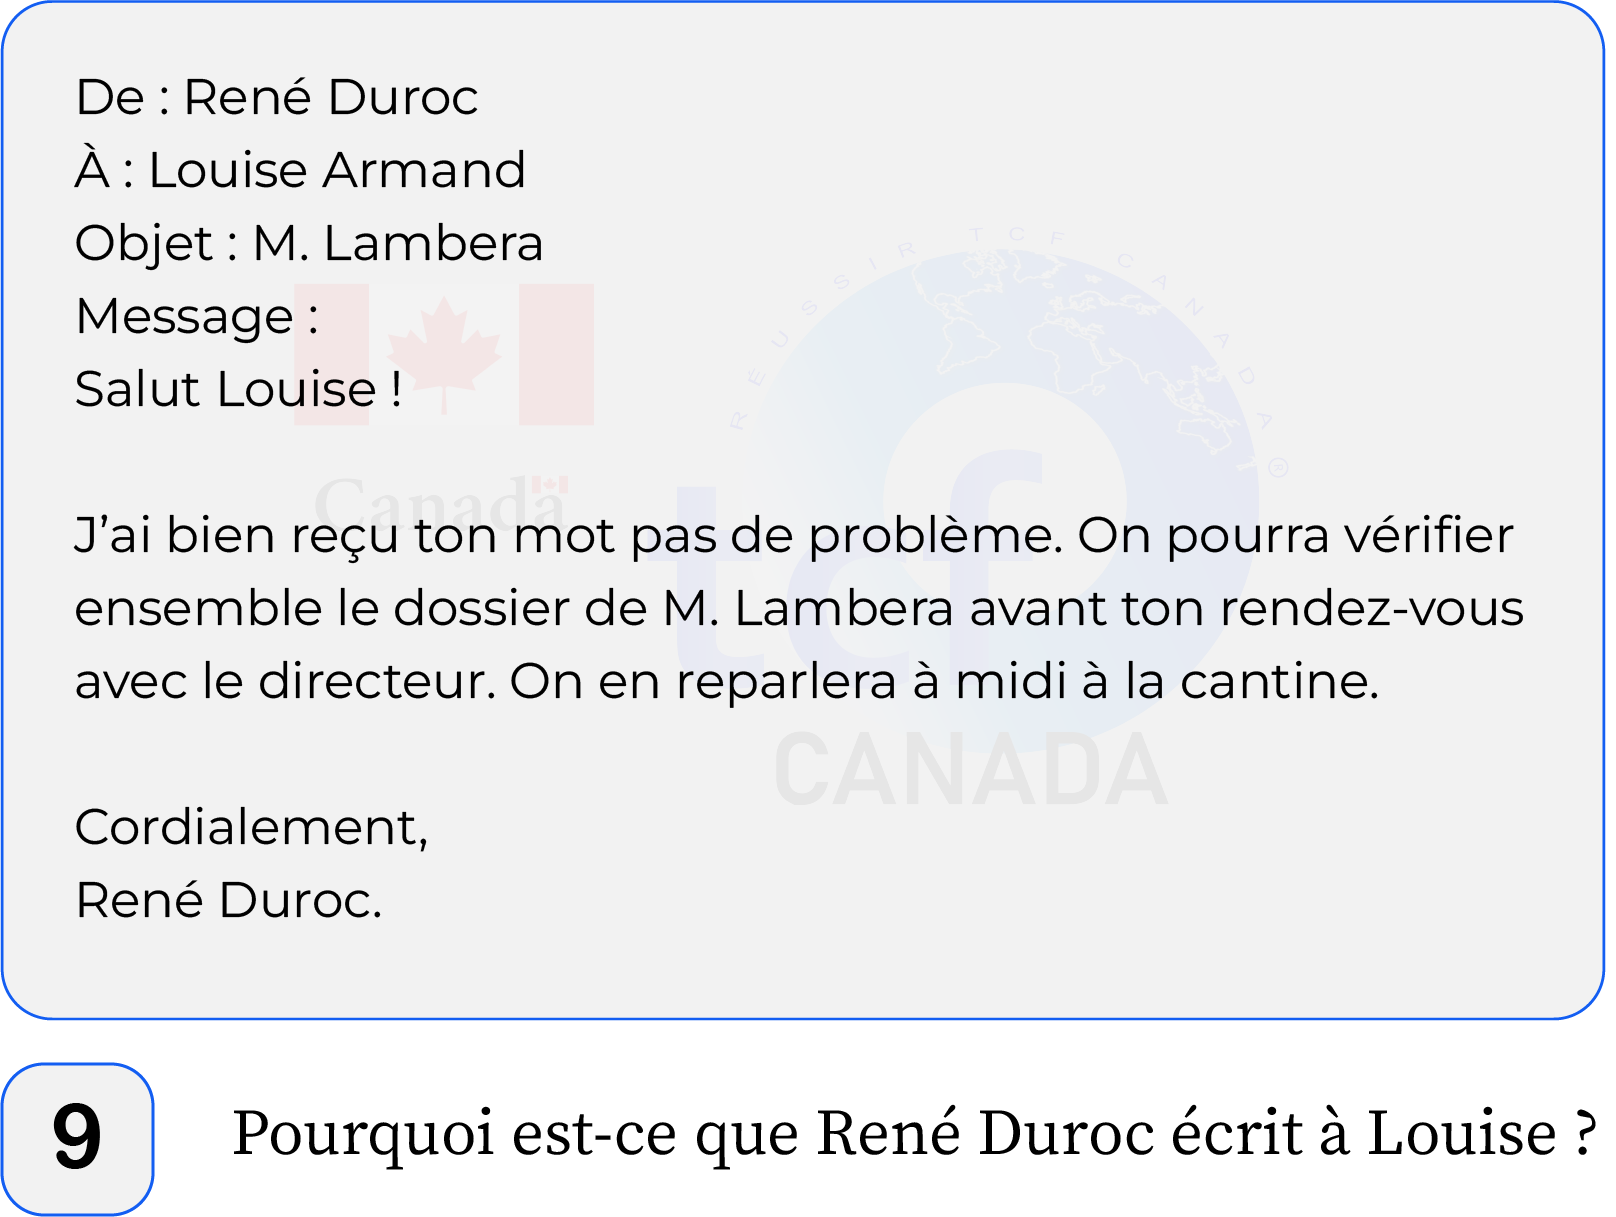 De : René Duroc
À : Louise Armand
Objet : M. Lambera
Message :
Salut Louise !
J’ai bien reçu ton mot pas de problème. On pourra vérifier
ensemble le dossier de M. Lambera avant ton rendez-vous
avec le directeur. On en reparlera à midi à la cantine.
Cordialement,
René Duroc.
RÉUSSIR TCF CANADA ®
Canada
tcf
CANADA
9
Pourquoi est-ce que René Duroc écrit à Louise ?